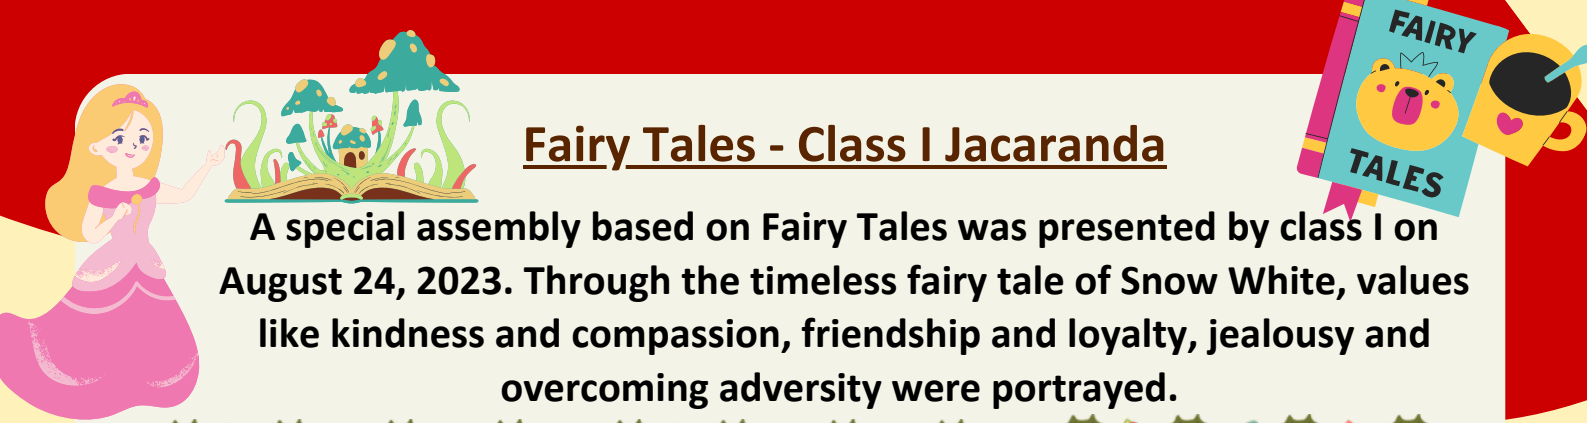 FAIRY
TALES
Fairy Tales - Class I Jacaranda
A special assembly based on Fairy Tales was presented by class I on
August 24, 2023. Through the timeless fairy tale of Snow White, values
like kindness and compassion, friendship and loyalty, jealousy and
overcoming adversity were portrayed.